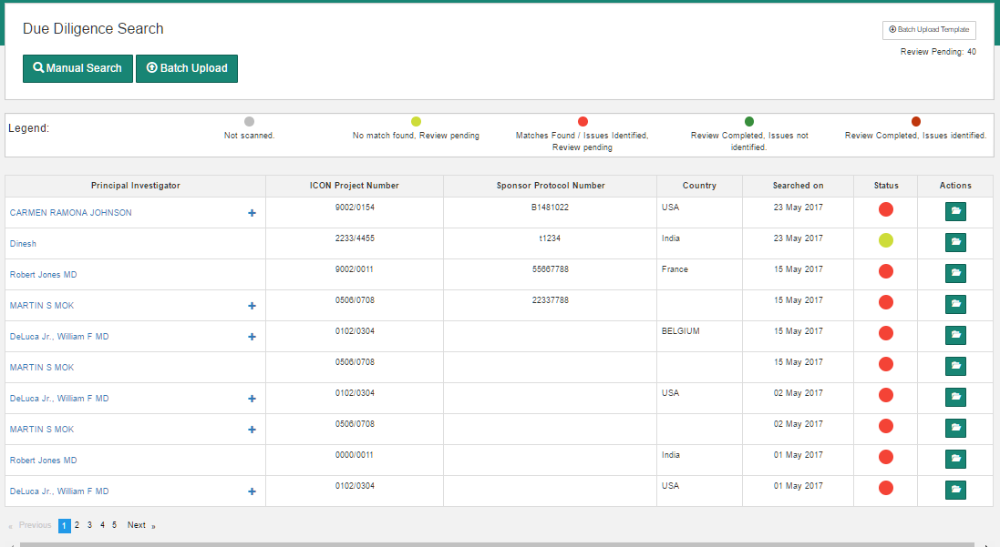 Due Diligence Search
Batch Upload Template
Review Pending: 40
Manual Search Batch Upload
Legend:
Not scanned.
No match found, Review pending
Matches Found / Issues Identified,
Review pending
Review Completed, Issues not
identified.
Review Completed, Issues identified.
Principal Investigator ICON Project Number Sponsor Protocol Number Country Searched on Status Actions
CARMEN RAMONA JOHNSON + 9002/0154 B1481022 USA 23 May 2017
Dinesh 2233/4455 t1234 India 23 May 2017
Robert Jones MD 9002/0011 55667788 France 15 May 2017
MARTIN S MOK + 0506/0708 22337788 15 May 2017
DeLuca Jr., William F MD + 0102/0304 BELGIUM 15 May 2017
MARTIN S MOK 0506/0708 15 May 2017
DeLuca Jr., William F MD + 0102/0304 USA 02 May 2017
MARTIN S MOK + 0506/0708 02 May 2017
Robert Jones MD 0000/0011 India 01 May 2017
DeLuca Jr., William F MD + 0102/0304 USA 01 May 2017
« Previous 1 2 3 4 5 Next »